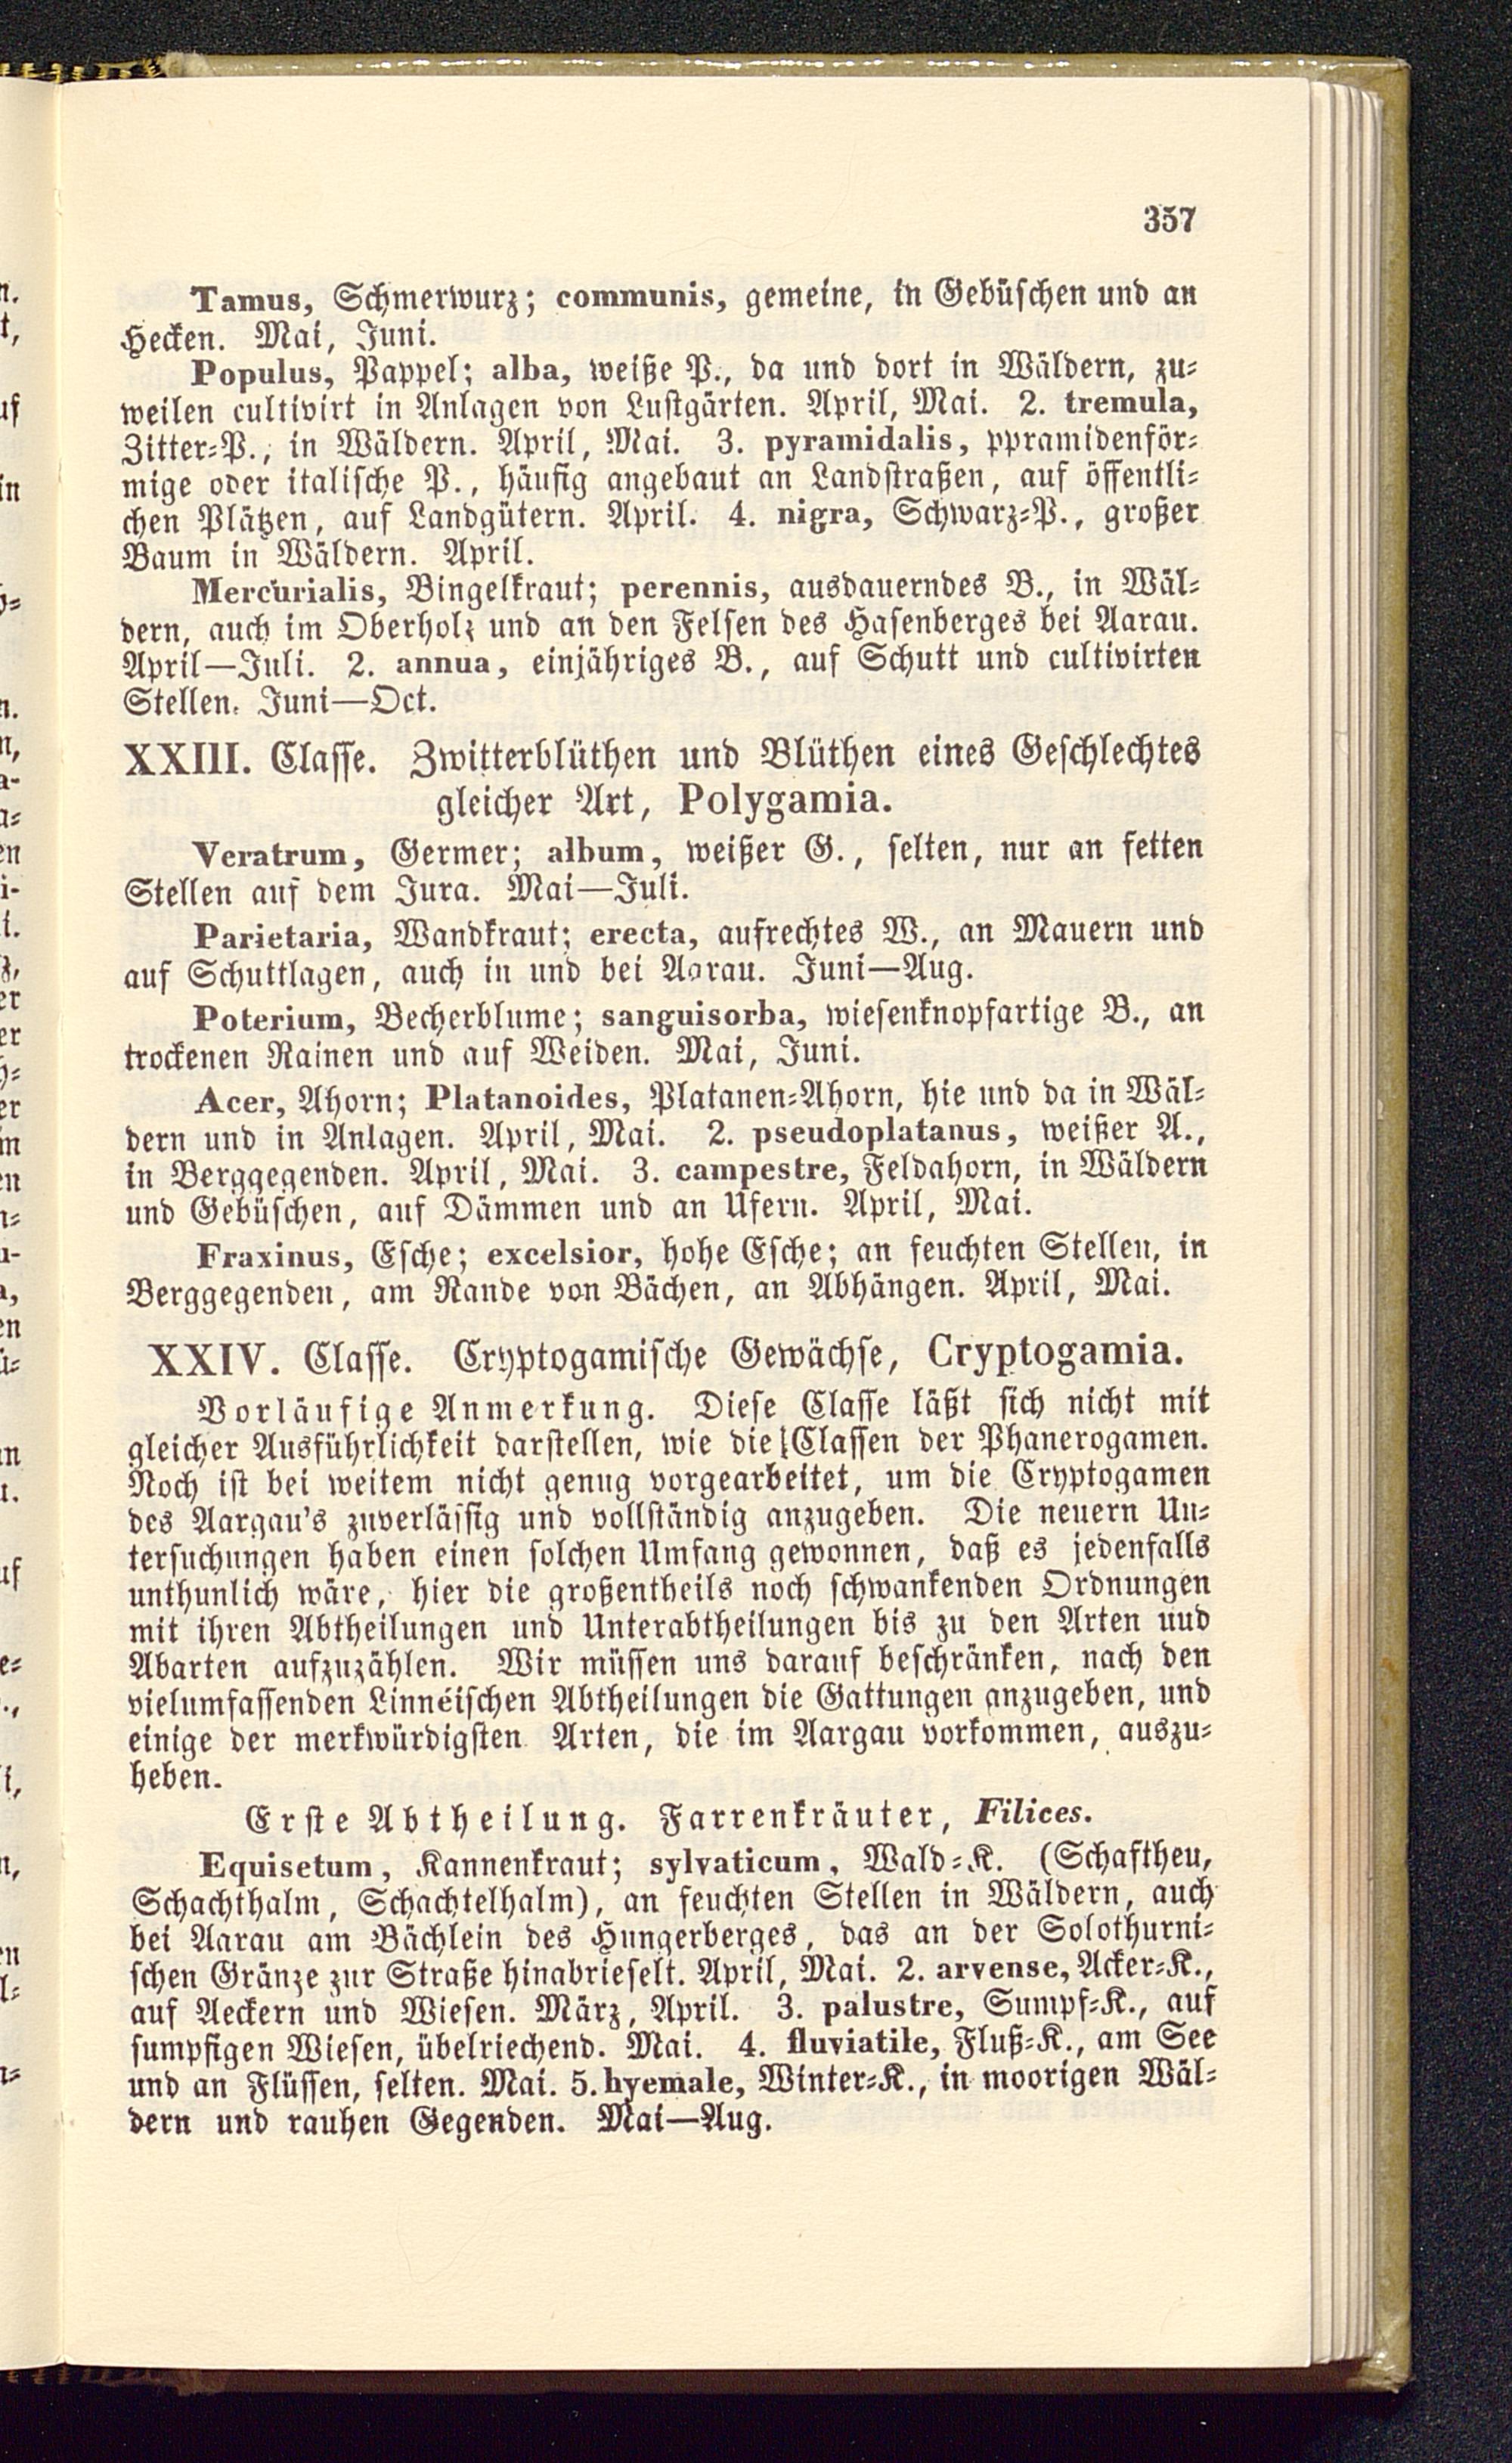 357
Tamus, Schmerwurz; communis, gemeine, in Gebüschen und an
Hecken. Mai, Juni.
Populus, Pappel; alba, weiße P., da und dort in Wäldern, zu-
weilen cultivirt in Anlagen von Lustgärten. April, Mai. 2. tremula,
Zitter-P., in Wäldern. April, Mai. 3. pyramidalis, ppramidenför-
mige oder italische P., häufig angebaut an Landstraßen, auf öffentli-
chen Plätzen, auf Landgütern. April. 4. nigra, Schwarz-P., großer
Baum in Wäldern. April.
Mercurialis, Bingelkraut; perennis, ausdauerndes B., in Wäl-
dern, auch im Oberholz und an den Felsen des Hasenberges bei Aarau.
April—Juli. 2. annua, einjähriges B., auf Schutt und cultivirten
Stellen. Juni—Oct.
XXIII. Classe. Zwitterblüthen und Blüthen eines Geschlechtes
gleicher Art, Polygamia.
Veratrum, Germer; album, weißer G., selten, nur an fetten
Stellen auf dem Jura. Mai—Juli.
Parietaria, Wandkraut; erecta, aufrechtes W., an Mauern und
auf Schuttlagen, auch in und bei Aarau. Juni—Aug.
Poterium, Becherblume; sanguisorba, wiesenknopfartige B., an
trockenen Rainen und auf Weiden. Mai, Juni.
Acer, Ahorn; Platanoides, Platanen-Ahorn, hie und da in Wäl-
dern und in Anlagen. April, Mai. 2. pseudoplatanus, weißer A.,
in Berggegenden. April, Mai. 3. campestre, Feldahorn, in Wäldern
und Gebüschen, auf Dämmen und an Ufern. April, Mai.
Fraxinus, Esche; excelsior, hohe Esche; an feuchten Stellen, in
Berggegenden, am Rande von Bächen, an Abhängen. April, Mai.
XXIV. Classe. Cryptogamische Gewächse, Cryptogamia.
Vorläufige Anmerkung. Diese Classe läßt sich nicht mit
gleicher Ausführlichkeit darstellen, wie die Classen der Phanerogamen.
Noch ist bei weitem nicht genug vorgearbeitet, um die Cryptogamen
des Aargau's zuverlässig und vollständig anzugeben. Die neuern Un-
tersuchungen haben einen solchen Umfang gewonnen, daß es jedenfalls
unthunlich wäre, hier die großentheils noch schwankenden Ordnungen
mit ihren Abtheilungen und Unterabtheilungen bis zu den Arten uud
Abarten aufzuzählen. Wir müssen uns darauf beschränken, nach den
vielumfassenden Linnéischen Abtheilungen die Gattungen anzugeben, und
einige der merkwürdigsten Arten, die im Aargau vorkommen, auszu-
heben.
Erste Abtheilung. Farrenkräuter, Filices.
Equisetum, Kannenkraut; sylvaticum, Wald-K. (Schaftheu,
Schachthalm, Schachtelhalm), an feuchten Stellen in Wäldern, auch
bei Aarau am Bächlein des Hungerberges, das an der Solothurni-
schen Gränze zur Straße hinabrieselt. April, Mai. 2. arvense, Acker-K.,
auf Aeckern und Wiesen. März, April. 3. palustre, Sumpf-K., auf
sumpfigen Wiesen, übelriechend. Mai. 4. fluviatile, Fluß-K., am See
und an Flüssen, selten. Mai. 5. hyemale, Winter-K., in moorigen Wäl-
dern und rauhen Gegenden. Mai—Aug.